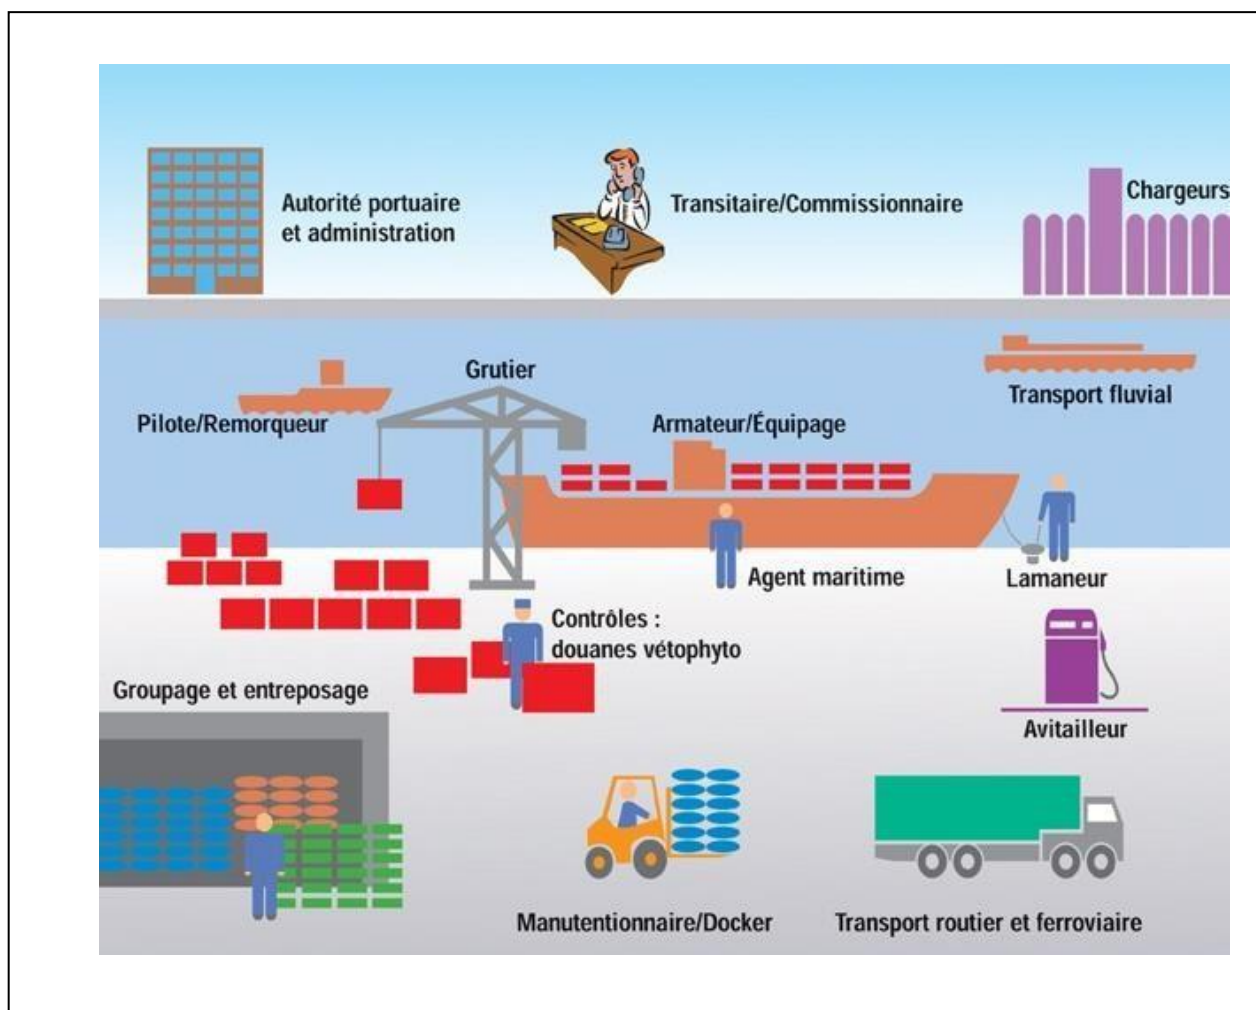 Autorité portuaire
et administration
Transitaire/Commissionnaire
Chargeurs
Grutier
Transport fluvial
Pilote/Remorqueur
Armateur/Équipage
Agent maritime
Lamaneur
Contrôles :
douanes vétophyto
Groupage et entreposage
Avitailleur
Manutentionnaire/Docker
Transport routier et ferroviaire